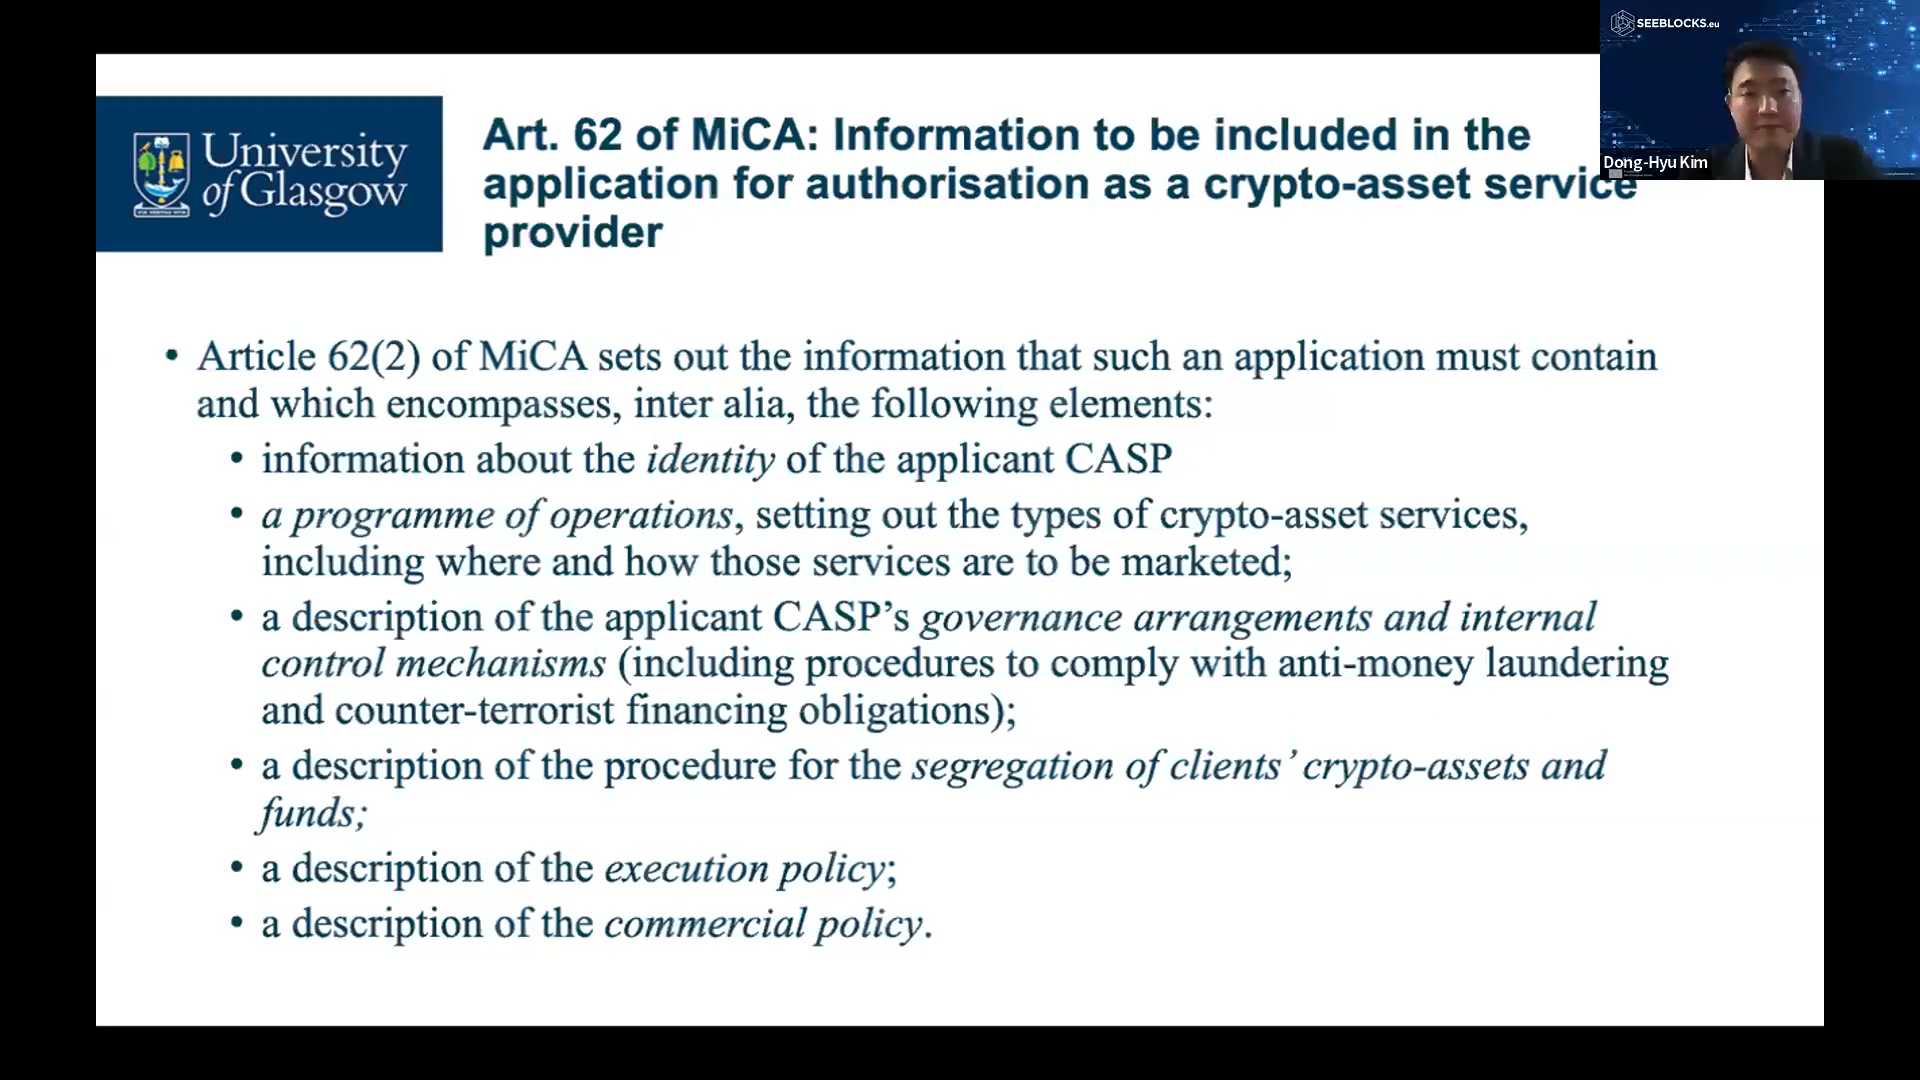 SEEBLOCKS.eu
Dong-Hyu Kim
University
of Glasgow
Art. 62 of MiCA: Information to be included in the
application for authorisation as a crypto-asset service
provider
• Article 62(2) of MiCA sets out the information that such an application must contain
and which encompasses, inter alia, the following elements:
• information about the identity of the applicant CASP
• a programme of operations, setting out the types of crypto-asset services,
including where and how those services are to be marketed;
• a description of the applicant CASP’s governance arrangements and internal
control mechanisms (including procedures to comply with anti-money laundering
and counter-terrorist financing obligations);
• a description of the procedure for the segregation of clients’ crypto-assets and
funds;
• a description of the execution policy;
• a description of the commercial policy.